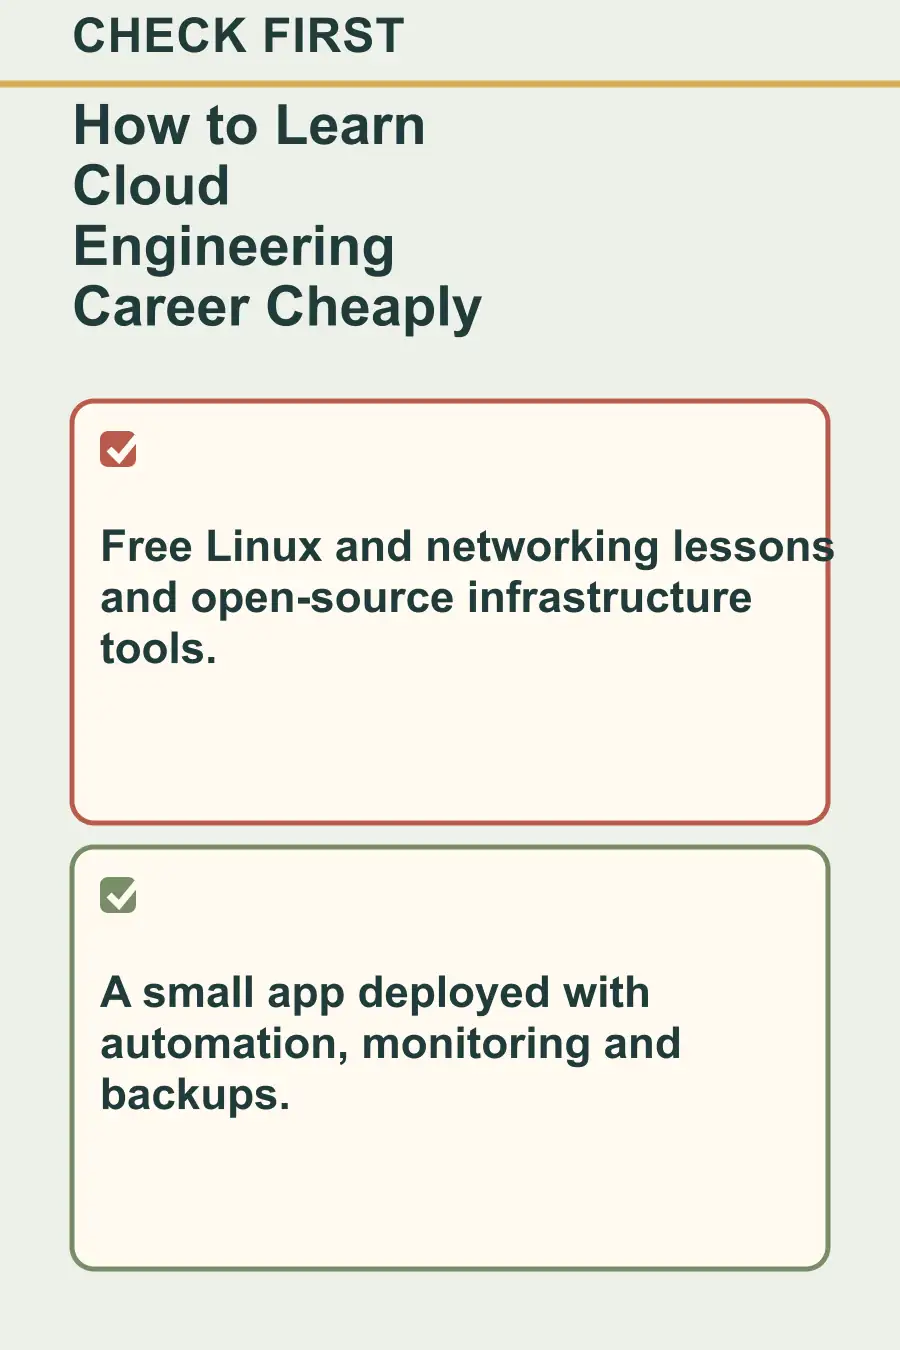 CHECK FIRST
How to Learn
Cloud
Engineering
Career Cheaply
Free Linux and networking lessons
and open-source infrastructure
tools.
A small app deployed with
automation, monitoring and
backups.